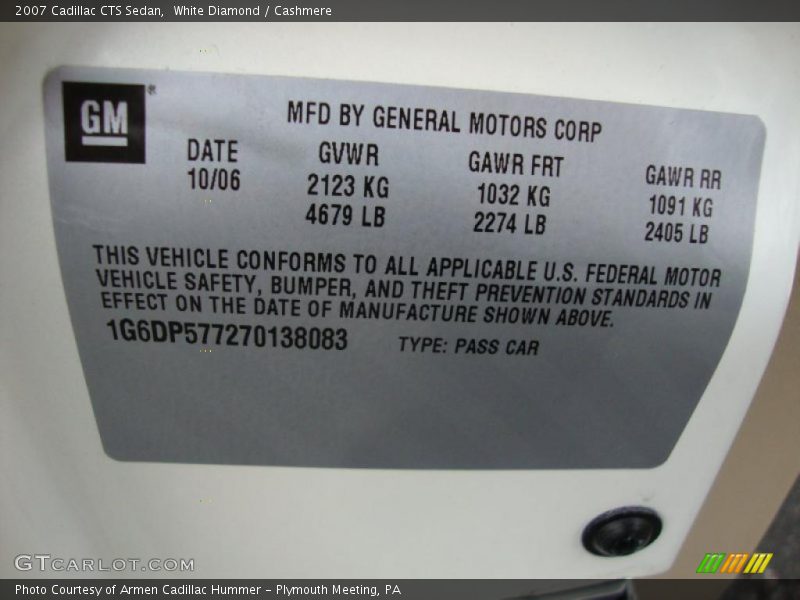 2007 Cadillac CTS Sedan, White Diamond / Cashmere
GM®
MFD BY GENERAL MOTORS CORP
DATE GVWR GAWR FRT GAWR RR
10/06 2123 KG 1032 KG 1091 KG
4679 LB 2274 LB 2405 LB
THIS VEHICLE CONFORMS TO ALL APPLICABLE U.S. FEDERAL MOTOR
VEHICLE SAFETY, BUMPER, AND THEFT PREVENTION STANDARDS IN
EFFECT ON THE DATE OF MANUFACTURE SHOWN ABOVE.
1G6DP577270138083 TYPE: PASS CAR
GTCARLOT.COM
Photo Courtesy of Armen Cadillac Hummer - Plymouth Meeting, PA